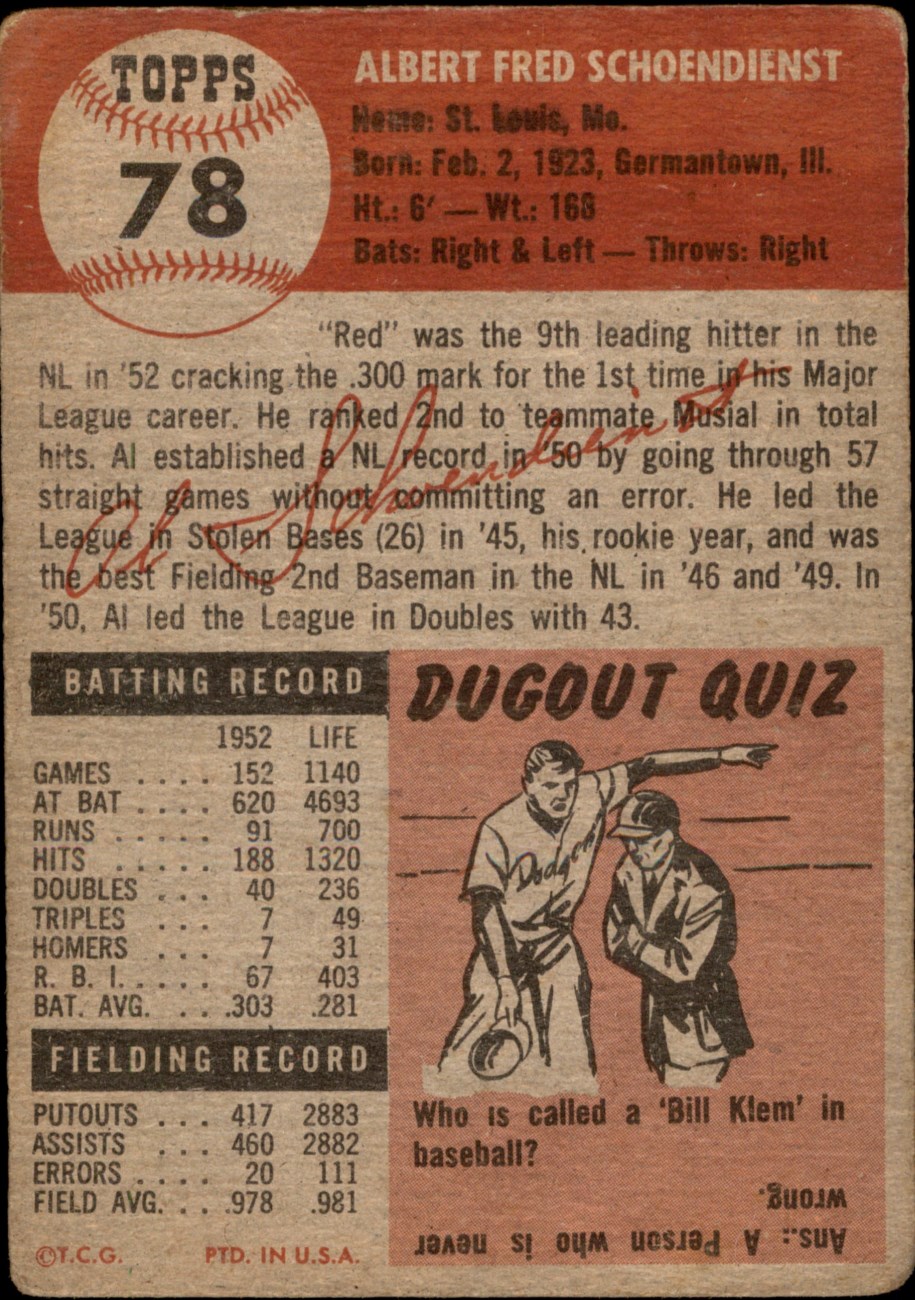 TOPPS
78
ALBERT FRED SCHOENDIENST
Home: St. Louis, Mo.
Born: Feb. 2, 1923, Germantown, Ill.
Ht.: 6' — Wt.: 168
Bats: Right & Left — Throws: Right
"Red" was the 9th leading hitter in the
NL in '52 cracking the .300 mark for the 1st time in his Major
League career. He ranked 2nd to teammate Musial in total
hits. Al established a NL record in '50 by going through 57
straight games without committing an error. He led the
League in Stolen Bases (26) in '45, his rookie year, and was
the best Fielding 2nd Baseman in the NL in '46 and '49. In
'50, Al led the League in Doubles with 43.
Al Schoendienst
BATTING RECORD
1952 LIFE
GAMES .... 152 1140
AT BAT .... 620 4693
RUNS ..... 91 700
HITS ..... 188 1320
DOUBLES ... 40 236
TRIPLES ... 7 49
HOMERS ... 7 31
R. B. I. .... 67 403
BAT. AVG. ... .303 .281
FIELDING RECORD
PUTOUTS ... 417 2883
ASSISTS ... 460 2882
ERRORS .... 20 111
FIELD AVG. ... .978 .981
©T.C.G. PTD. IN U.S.A.
DUGOUT QUIZ
Dodgers
Who is called a 'Bill Klem' in
baseball?
Ans.: A Person who is never
wrong.